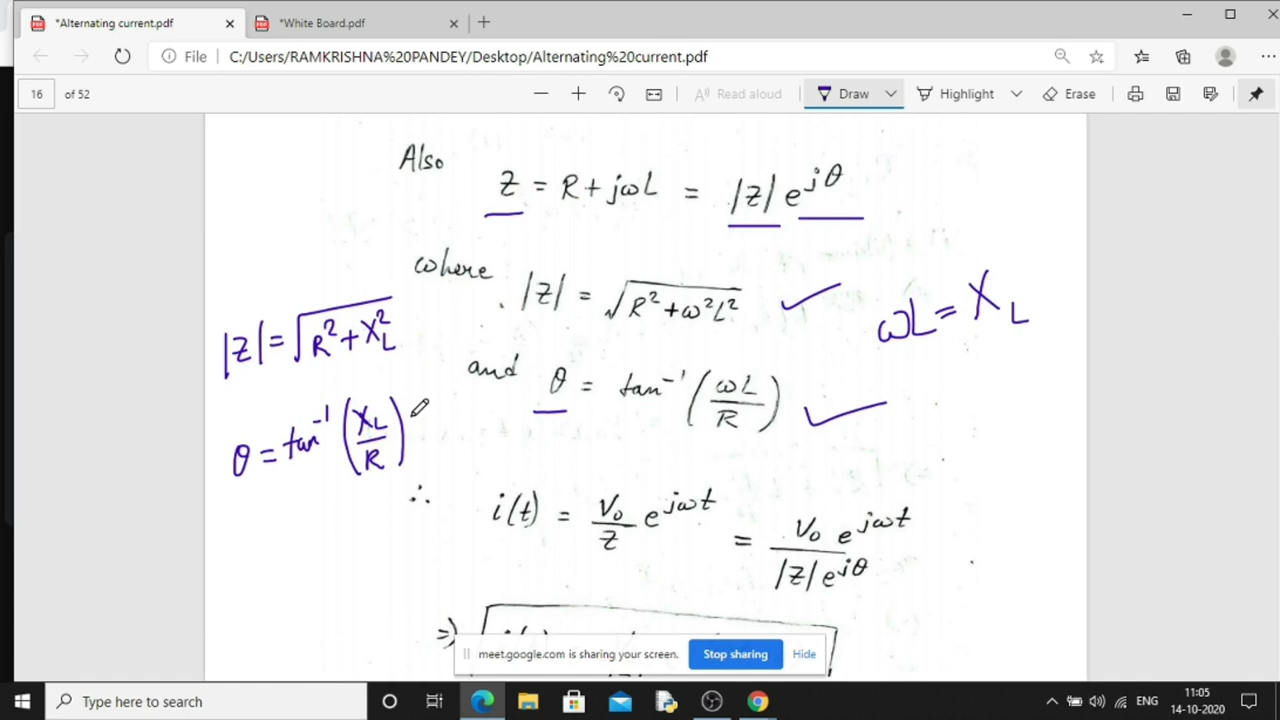 *Alternating current.pdf
*White Board.pdf
File C:/Users/RAMKRISHNA%20PANDEY/Desktop/Alternating%20current.pdf
16 of 52 Read aloud Draw Highlight Erase
Also
Z = R + jωL = |Z| e^{jθ}
where |Z| = √(R² + ω²L²)
ωL = X_L
|Z| = √(R² + X_L²)
and θ = tan⁻¹(ωL/R)
θ = tan⁻¹(X_L/R)
∴ i(t) = V₀/Z e^{jωt} = V₀ e^{jωt} / |Z| e^{jθ}
⇒
meet.google.com is sharing your screen. Stop sharing Hide
Type here to search
ENG
11:05
14-10-2020